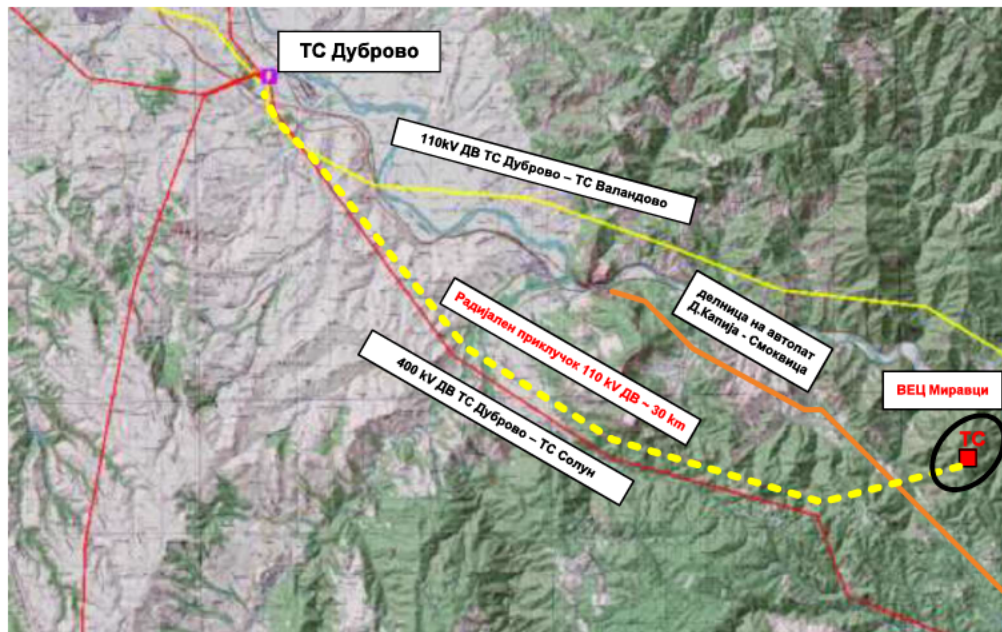 ТС Дуброво
110kV ДВ ТС Дуброво – ТС Валандово
делница на автопат
Д.Капија - Смоквица
Радијален приклучок 110 kV ДВ ~ 30 km
400 kV ДВ ТС Дуброво – ТС Солун
ВЕЦ Миравци
ТС